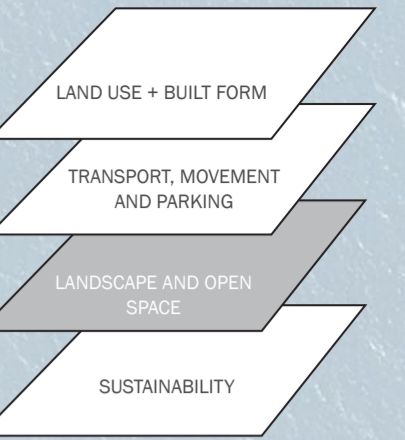 LAND USE + BUILT FORM
TRANSPORT, MOVEMENT
AND PARKING
LANDSCAPE AND OPEN
SPACE
SUSTAINABILITY